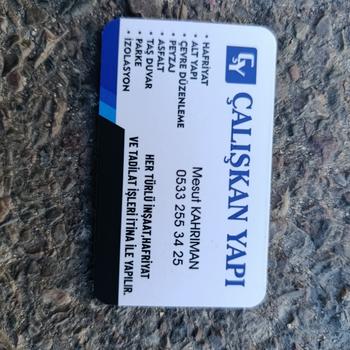 ÇY
ÇALIŞKAN YAPI
Mesut KAHRIMAN
0533 255 34 25
• HAFRİYAT
• ALT YAPI
• ÇEVRE DÜZENLEME
• PEYZAJ
• ASFALT
• TAŞ DUVAR
• PARKE
• İZOLASYON
HER TÜRLÜ İNŞAAT,HAFRİYAT
VE TADİLAT İŞLERİ İTİNA İLE YAPILIR.